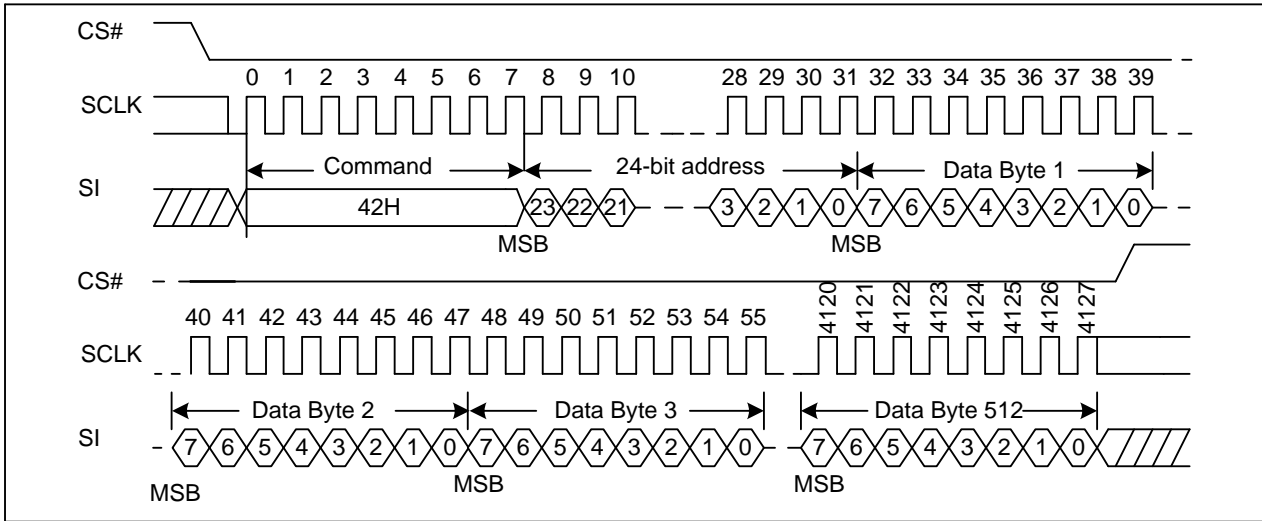 CS#
0 1 2 3 4 5 6 7 8 9 10 28 29 30 31 32 33 34 35 36 37 38 39
SCLK
Command 24-bit address Data Byte 1
SI
42H 23 22 21 3 2 1 0 7 6 5 4 3 2 1 0
MSB MSB
CS#
40 41 42 43 44 45 46 47 48 49 50 51 52 53 54 55 4120 4121 4122 4123 4124 4125 4126 4127
SCLK
Data Byte 2 Data Byte 3 Data Byte 512
SI
7 6 5 4 3 2 1 0 7 6 5 4 3 2 1 0 7 6 5 4 3 2 1 0
MSB MSB MSB